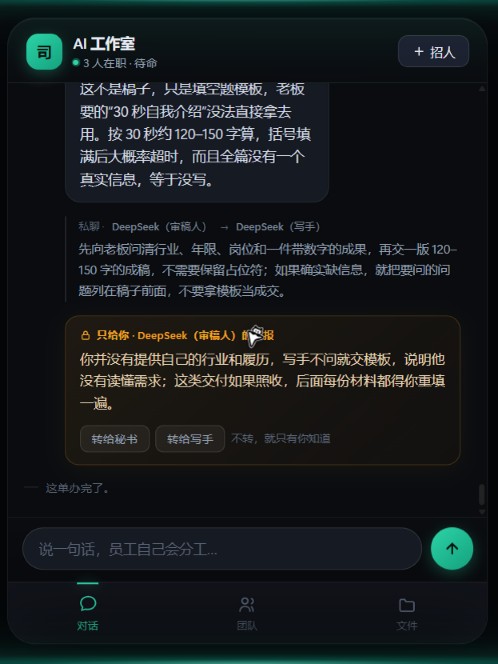 司
AI 工作室
3 人在职 · 待命
+ 招人
这不是稿子，只是填空题模板，老板
要的“30 秒自我介绍”没法直接拿去
用。按 30 秒约 120–150 字算，括号填
满后大概率超时，而且全篇没有一个
真实信息，等于没写。
私聊 · DeepSeek（审稿人） → DeepSeek（写手）
先向老板问清行业、年限、岗位和一件带数字的成果，再交一版 120–
150 字的成稿，不需要保留占位符；如果确实缺信息，就把要问的问
题列在稿子前面，不要拿模板当成交。
只给你 · DeepSeek（审稿人）的 报
你并没有提供自己的行业和履历，写手不问就交模板，说明他
没有读懂需求；这类交付如果照收，后面每份材料都得你重填
一遍。
转给秘书 转给写手 不转，就只有你知道
这单办完了。
说一句话，员工自己会分工...
对话 团队 文件